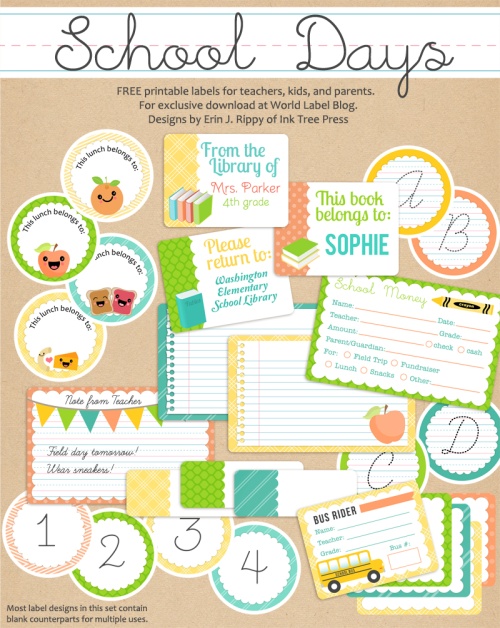 School Days
FREE printable labels for teachers, kids, and parents.
For exclusive download at World Label Blog.
Designs by Erin J. Rippy of Ink Tree Press
This lunch belongs to:
From the
Library of
Mrs. Parker
4th grade
This book
belongs to:
SOPHIE
A
B
This lunch belongs to:
lunch belongs to:
Please
return to:
Washington
Elementary
School Library
This lunch belongs to:
School Money
crayon
Name:
Teacher: Date:
Amount: Grade:
Parent/Guardian: check cash
For: Field Trip Fundraiser
Lunch Snacks Other:
Note from Teacher
Field day tomorrow!
Wear sneakers!
D
C
1
2
3
4
BUS RIDER
Name:
Teacher:
Grade:
Bus #:
SCHOOL BUS
Most label designs in this set contain
blank counterparts for multiple uses.